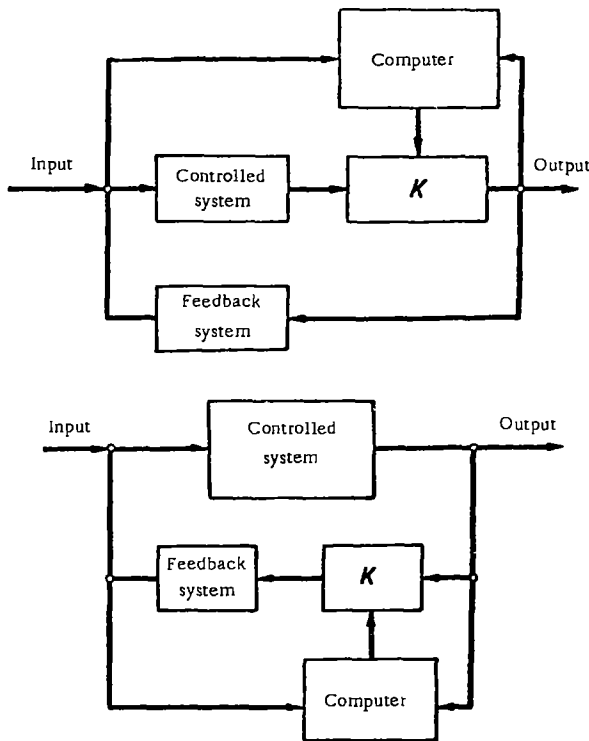 Computer
Input
Controlled
system
K
Output
Feedback
system
Input
Controlled
system
Output
Feedback
system
K
Computer